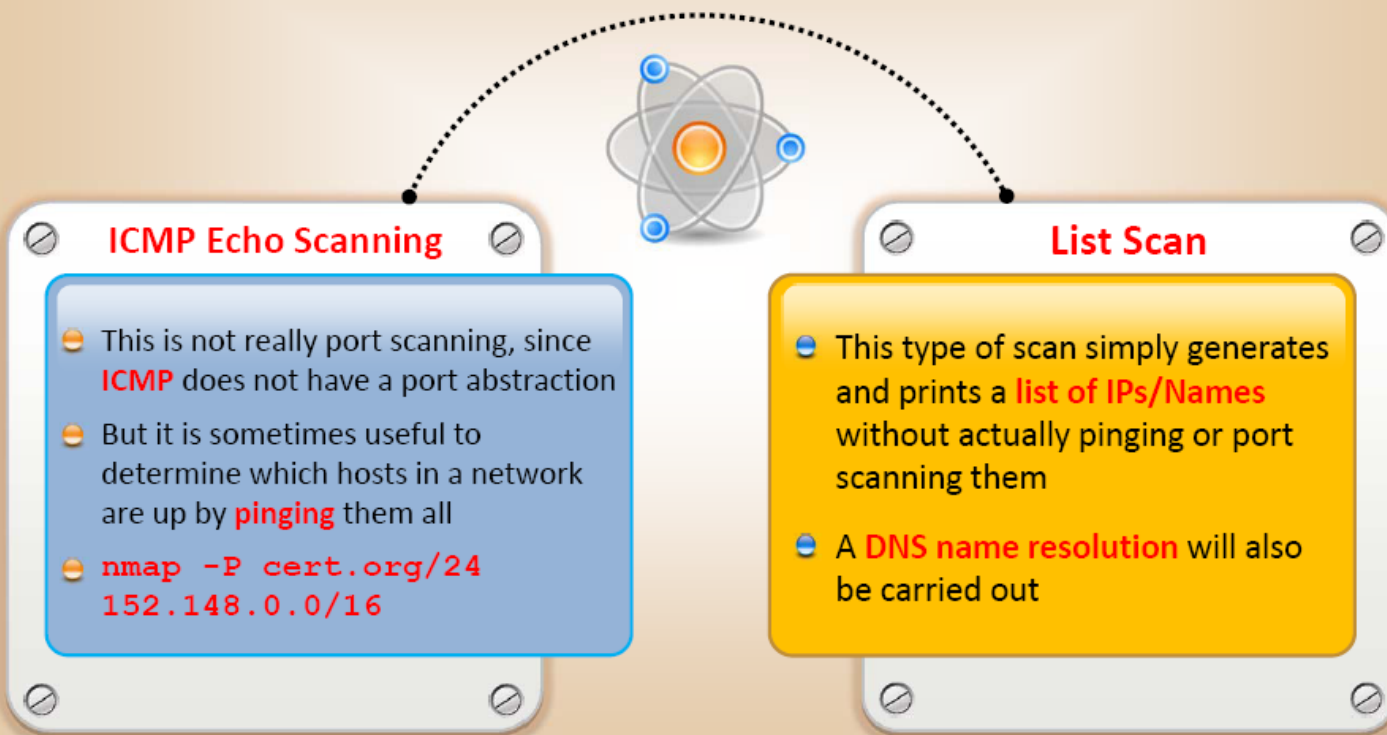 ICMP Echo Scanning
This is not really port scanning, since
ICMP does not have a port abstraction
But it is sometimes useful to
determine which hosts in a network
are up by pinging them all
nmap -P cert.org/24
152.148.0.0/16
List Scan
This type of scan simply generates
and prints a list of IPs/Names
without actually pinging or port
scanning them
A DNS name resolution will also
be carried out